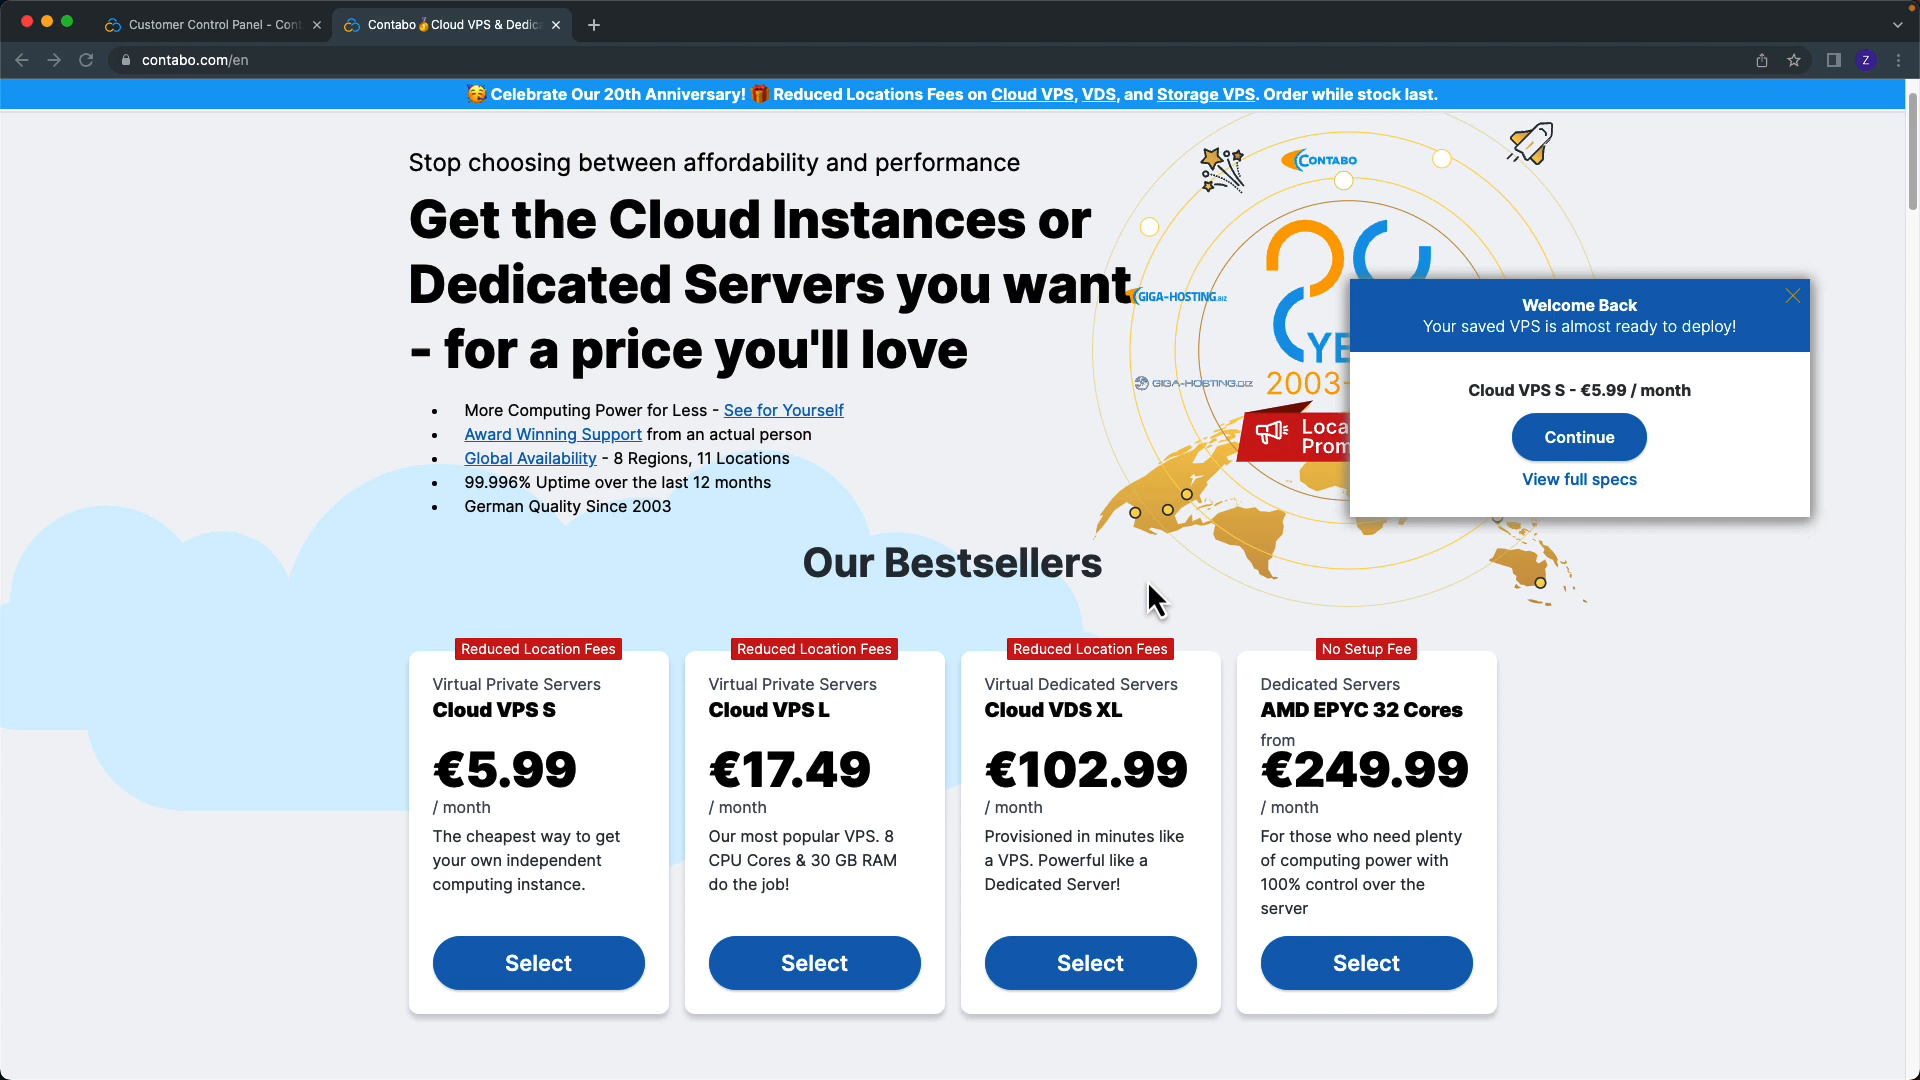 Customer Control Panel - Con
Contabo🥇Cloud VPS & Dedic
contabo.com/en
Z
🥳 Celebrate Our 20th Anniversary! 🎁 Reduced Locations Fees on Cloud VPS, VDS, and Storage VPS. Order while stock last.
Stop choosing between affordability and performance
Get the Cloud Instances or
Dedicated Servers you want
- for a price you'll love
More Computing Power for Less - See for Yourself
Award Winning Support from an actual person
Global Availability - 8 Regions, 11 Locations
99.996% Uptime over the last 12 months
German Quality Since 2003
CONTABO
GIGA-HOSTING.BIZ
GIGA-HOSTING.BIZ
20
YE
2003-
Loca
Prom
Welcome Back
Your saved VPS is almost ready to deploy!
Cloud VPS S - €5.99 / month
Continue
View full specs
Our Bestsellers
Reduced Location Fees
Virtual Private Servers
Cloud VPS S
€5.99
/ month
The cheapest way to get
your own independent
computing instance.
Select
Reduced Location Fees
Virtual Private Servers
Cloud VPS L
€17.49
/ month
Our most popular VPS. 8
CPU Cores & 30 GB RAM
do the job!
Select
Reduced Location Fees
Virtual Dedicated Servers
Cloud VDS XL
€102.99
/ month
Provisioned in minutes like
a VPS. Powerful like a
Dedicated Server!
Select
No Setup Fee
Dedicated Servers
AMD EPYC 32 Cores
from
€249.99
/ month
For those who need plenty
of computing power with
100% control over the
server
Select